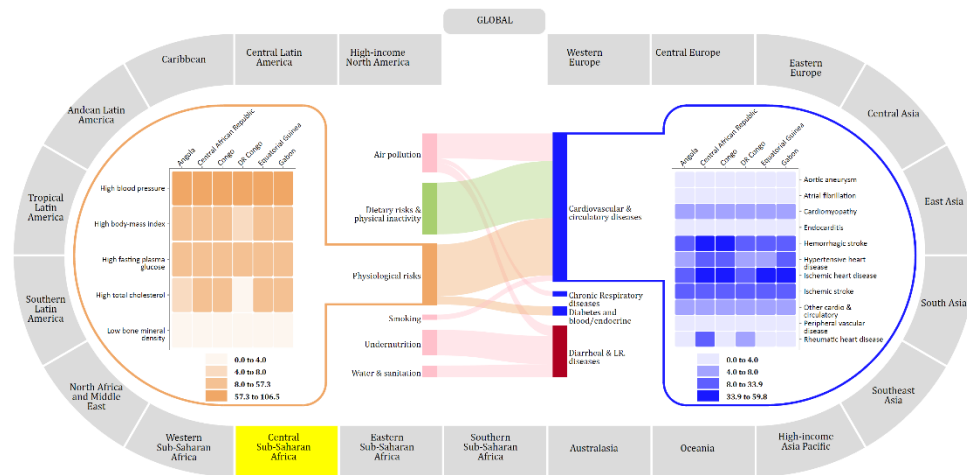 GLOBAL
Caribbean
Central Latin
America
High-income
North America
Western
Europe
Central Europe
Eastern
Europe
Andean Latin
America
Central Asia
Tropical
Latin
America
East Asia
Southern
Latin
America
South Asia
North Africa
and Middle
East
Southeast
Asia
Western
Sub-Saharan
Africa
Central
Sub-Saharan
Africa
Eastern
Sub-Saharan
Africa
Southern
Sub-Saharan
Africa
Australasia
Oceania
High-income
Asia Pacific
Angola
Central African Republic
Congo
DR Congo
Equatorial Guinea
Gabon
High blood pressure
High body-mass index
High fasting plasma
glucose
High total cholesterol
Low bone mineral
density
0.0 to 4.0
4.0 to 8.0
8.0 to 57.3
57.3 to 106.5
Air pollution
Dietary risks &
physical inactivity
Physiological risks
Smoking
Undernutrition
Water & sanitation
Cardiovascular &
circulatory diseases
Chronic Respiratory
diseases
Diabetes and
blood/endocrine
Diarrheal & LR.
diseases
Angola
Central African Republic
Congo
DR Congo
Equatorial Guinea
Gabon
Aortic aneurysm
Atrial fibrillation
Cardiomyopathy
Endocarditis
Hemorrhagic stroke
Hypertensive heart
disease
Ischemic heart disease
Ischemic stroke
Other cardio &
circulatory
Peripheral vascular
disease
Rheumatic heart disease
0.0 to 4.0
4.0 to 8.0
8.0 to 33.9
33.9 to 59.8